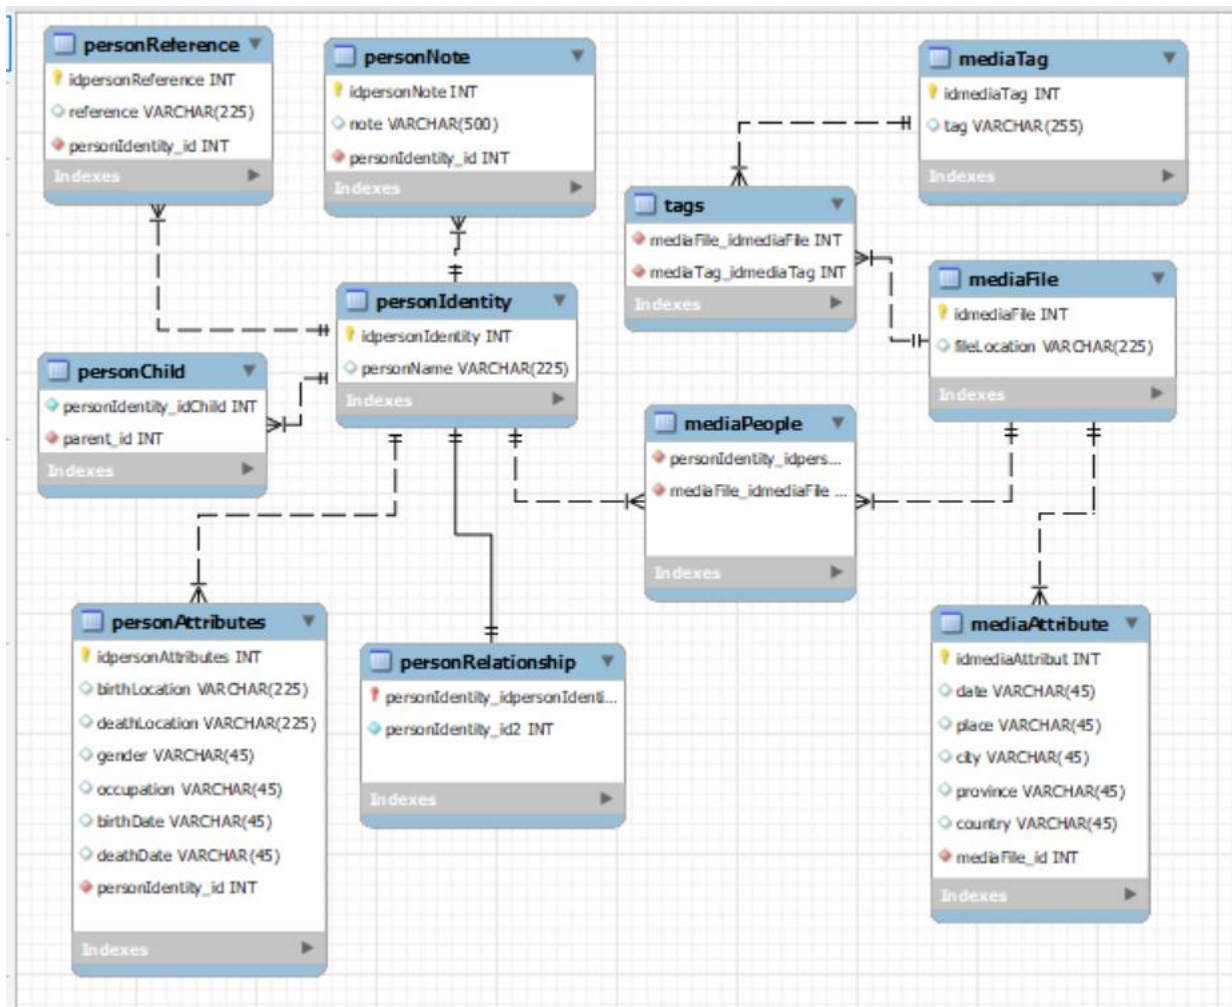 personReference
idpersonReference INT
reference VARCHAR(225)
personIdentity_id INT
Indexes
personNote
idpersonNote INT
note VARCHAR(500)
personIdentity_id INT
Indexes
mediaTag
idmediaTag INT
tag VARCHAR(255)
Indexes
tags
mediaFile_idmediaFile INT
mediaTag_idmediaTag INT
Indexes
personIdentity
idpersonIdentity INT
personName VARCHAR(225)
Indexes
mediaFile
idmediaFile INT
fileLocation VARCHAR(225)
Indexes
personChild
personIdentity_idChild INT
parent_id INT
Indexes
mediaPeople
personIdentity_idpers...
mediaFile_idmediaFile ...
Indexes
personAttributes
idpersonAttributes INT
birthLocation VARCHAR(225)
deathLocation VARCHAR(225)
gender VARCHAR(45)
occupation VARCHAR(45)
birthDate VARCHAR(45)
deathDate VARCHAR(45)
personIdentity_id INT
Indexes
personRelationship
personIdentity_idpersonIdenti...
personIdentity_id2 INT
Indexes
mediaAttribute
idmediaAttribut INT
date VARCHAR(45)
place VARCHAR(45)
city VARCHAR(45)
province VARCHAR(45)
country VARCHAR(45)
mediaFile_id INT
Indexes